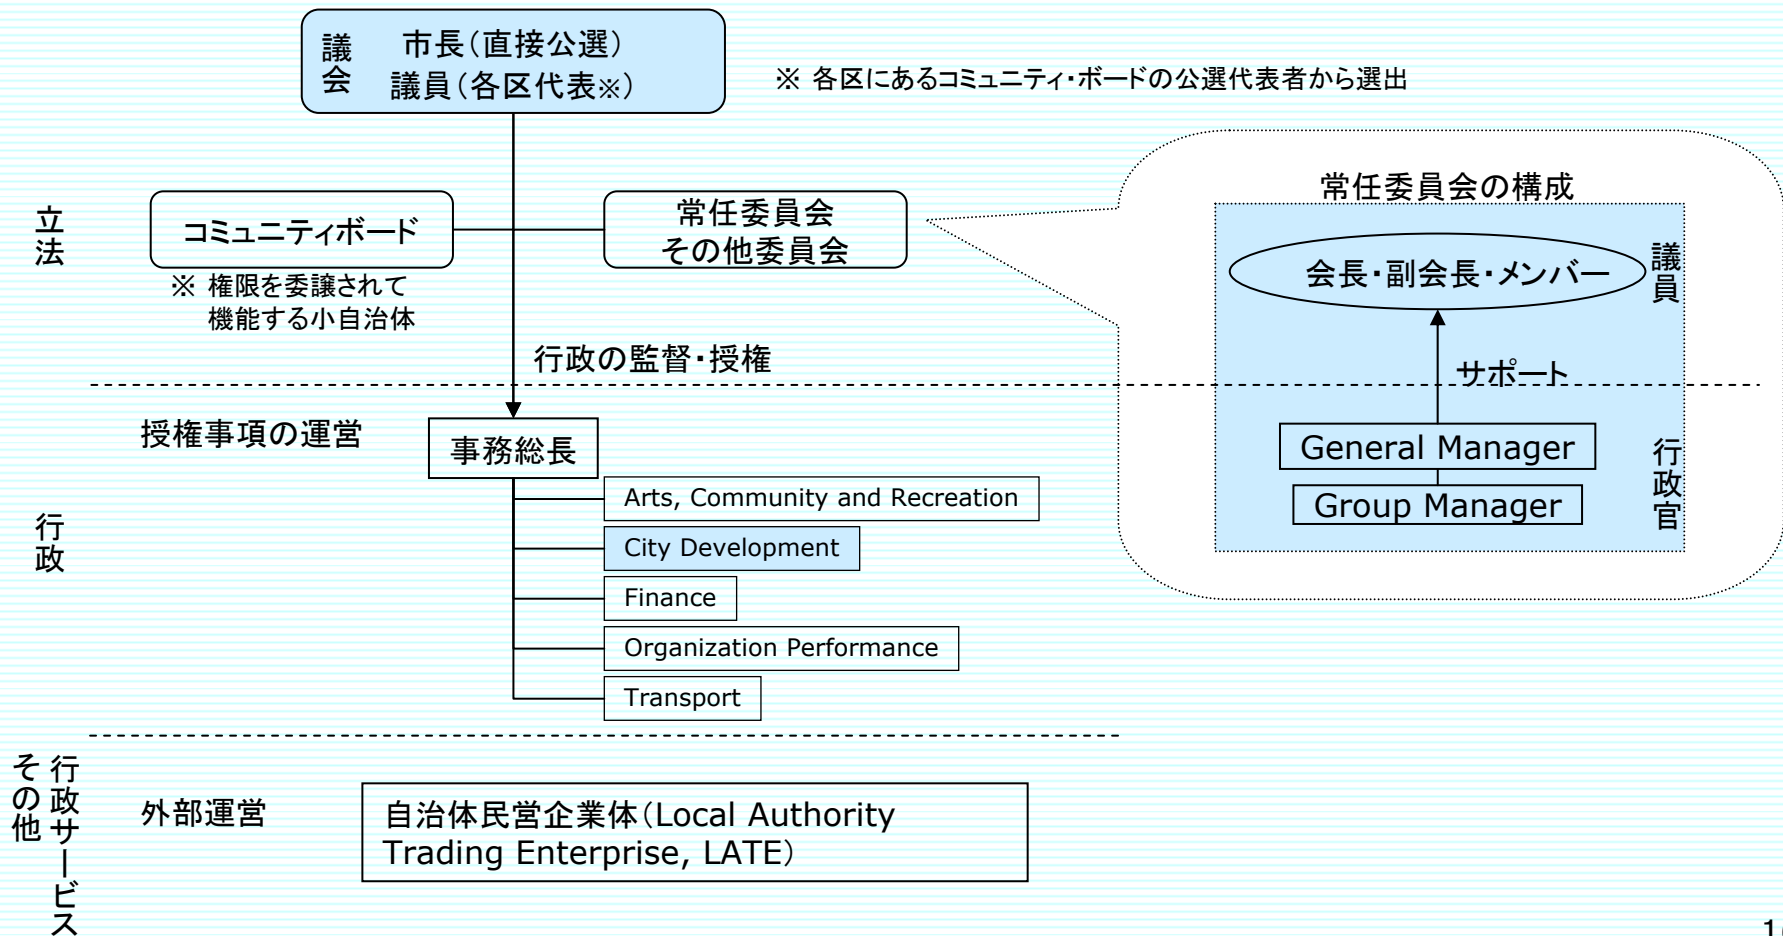 議会
市長（直接公選）
議員（各区代表※）
※ 各区にあるコミュニティ・ボードの公選代表者から選出
立法
コミュニティボード
※ 権限を委譲されて
機能する小自治体
常任委員会
その他委員会
常任委員会の構成
会長・副会長・メンバー
議員
サポート
General Manager
Group Manager
行政官
行政の監督・授権
行政
授権事項の運営
事務総長
Arts, Community and Recreation
City Development
Finance
Organization Performance
Transport
行政サービス
その他
外部運営
自治体民営企業体（Local Authority
Trading Enterprise, LATE）